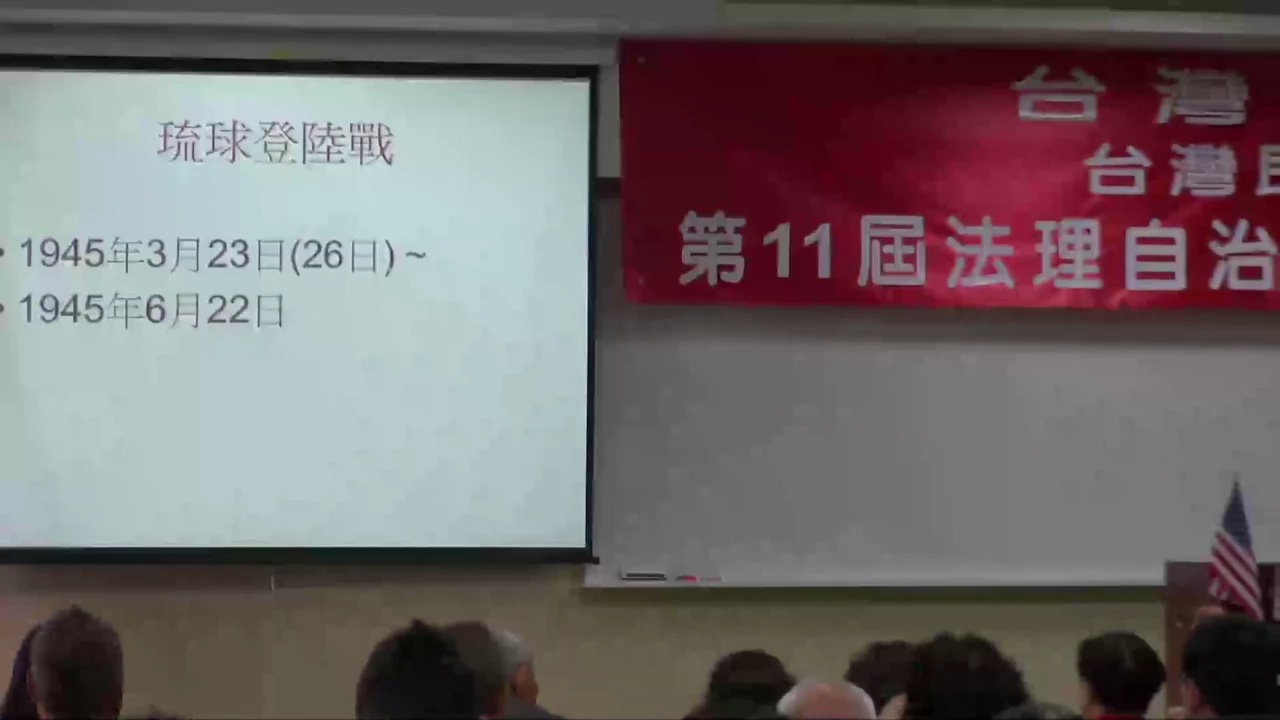 琉球登陸戰
• 1945年3月23日(26日) ~
• 1945年6月22日
台灣
台灣
第11屆法理自治